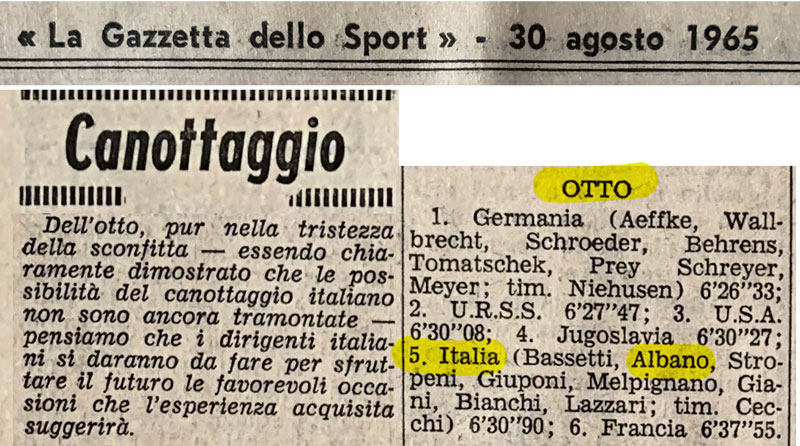 « La Gazzetta dello Sport » - 30 agosto 1965
Canottaggio
Dell'otto, pur nella tristezza
della sconfitta — essendo chia-
ramente dimostrato che le pos-
sibilità del canottaggio italiano
non sono ancora tramontate —
pensiamo che i dirigenti italia-
ni si daranno da fare per sfrut-
tare il futuro le favorevoli occa-
sioni che l'esperienza acquisita
suggerirà.
OTTO
1. Germania (Aeffke, Wall-
brecht, Schroeder, Behrens,
Tomatschek, Prey Schreyer,
Meyer; tim. Niehusen) 6'26"33;
2. U.R.S.S. 6'27"47; 3. U.S.A.
6'30"08; 4. Jugoslavia 6'30"27;
5. Italia (Bassetti, Albano, Stro-
peni, Giuponi, Melpignano, Gia-
ni, Bianchi, Lazzari; tim. Cec-
chi) 6'30"90; 6. Francia 6'37"55.